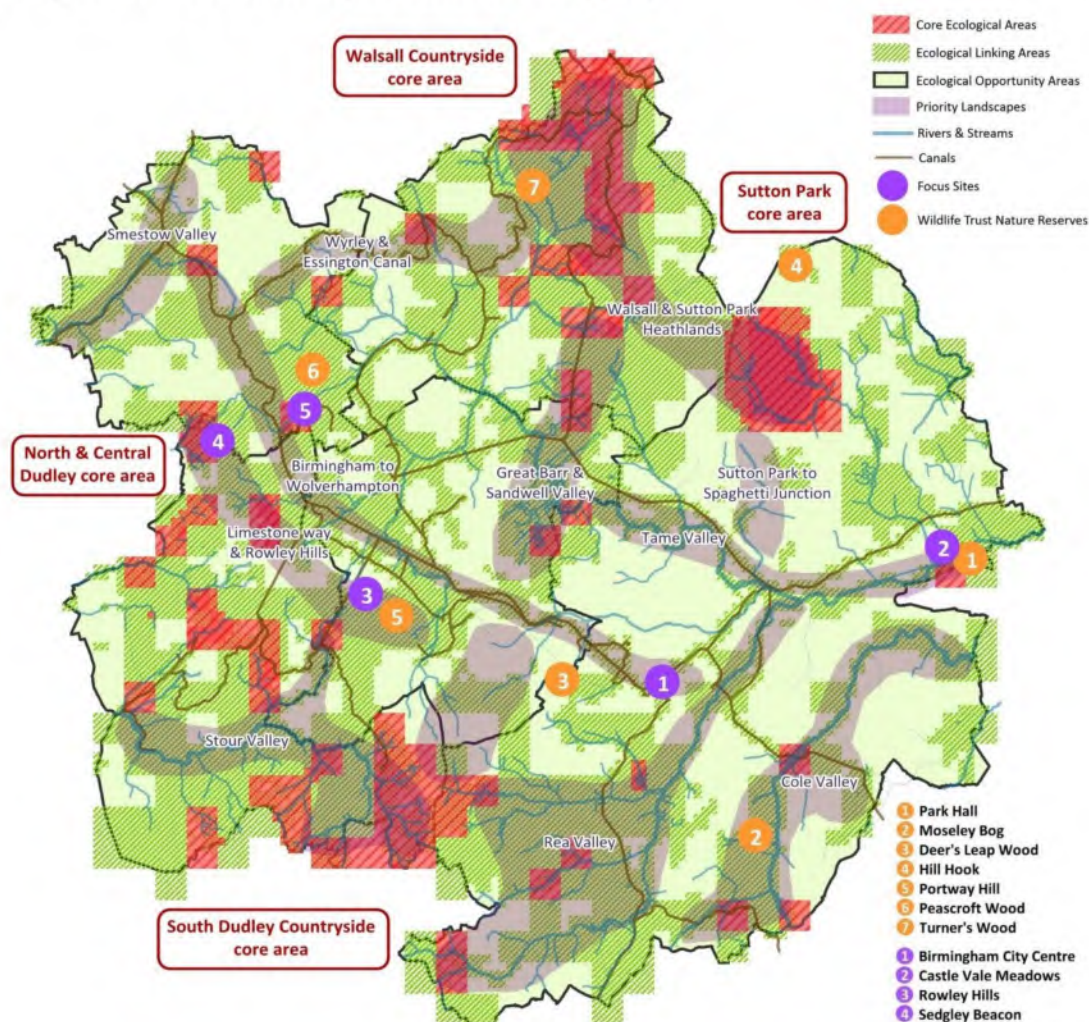 Walsall Countryside
core area
Core Ecological Areas
Ecological Linking Areas
Ecological Opportunity Areas
Priority Landscapes
Rivers & Streams
Canals
Focus Sites
Wildlife Trust Nature Reserves
Sutton Park
core area
7
4
Smestow Valley
Wyrley &
Essington Canal
Walsall & Sutton Park
Heathlands
6
5
4
North & Central
Dudley core area
Birmingham to
Wolverhampton
Great Barr &
Sandwell Valley
Sutton Park to
Spaghetti Junction
Limestone way
& Rowley Hills
Tame Valley
2
1
3
5
3
1
Stour Valley
Cole Valley
Rea Valley
2
South Dudley Countryside
core area
1 Park Hall
2 Moseley Bog
3 Deer's Leap Wood
4 Hill Hook
5 Portway Hill
6 Peascroft Wood
7 Turner's Wood
1 Birmingham City Centre
2 Castle Vale Meadows
3 Rowley Hills
4 Sedgley Beacon